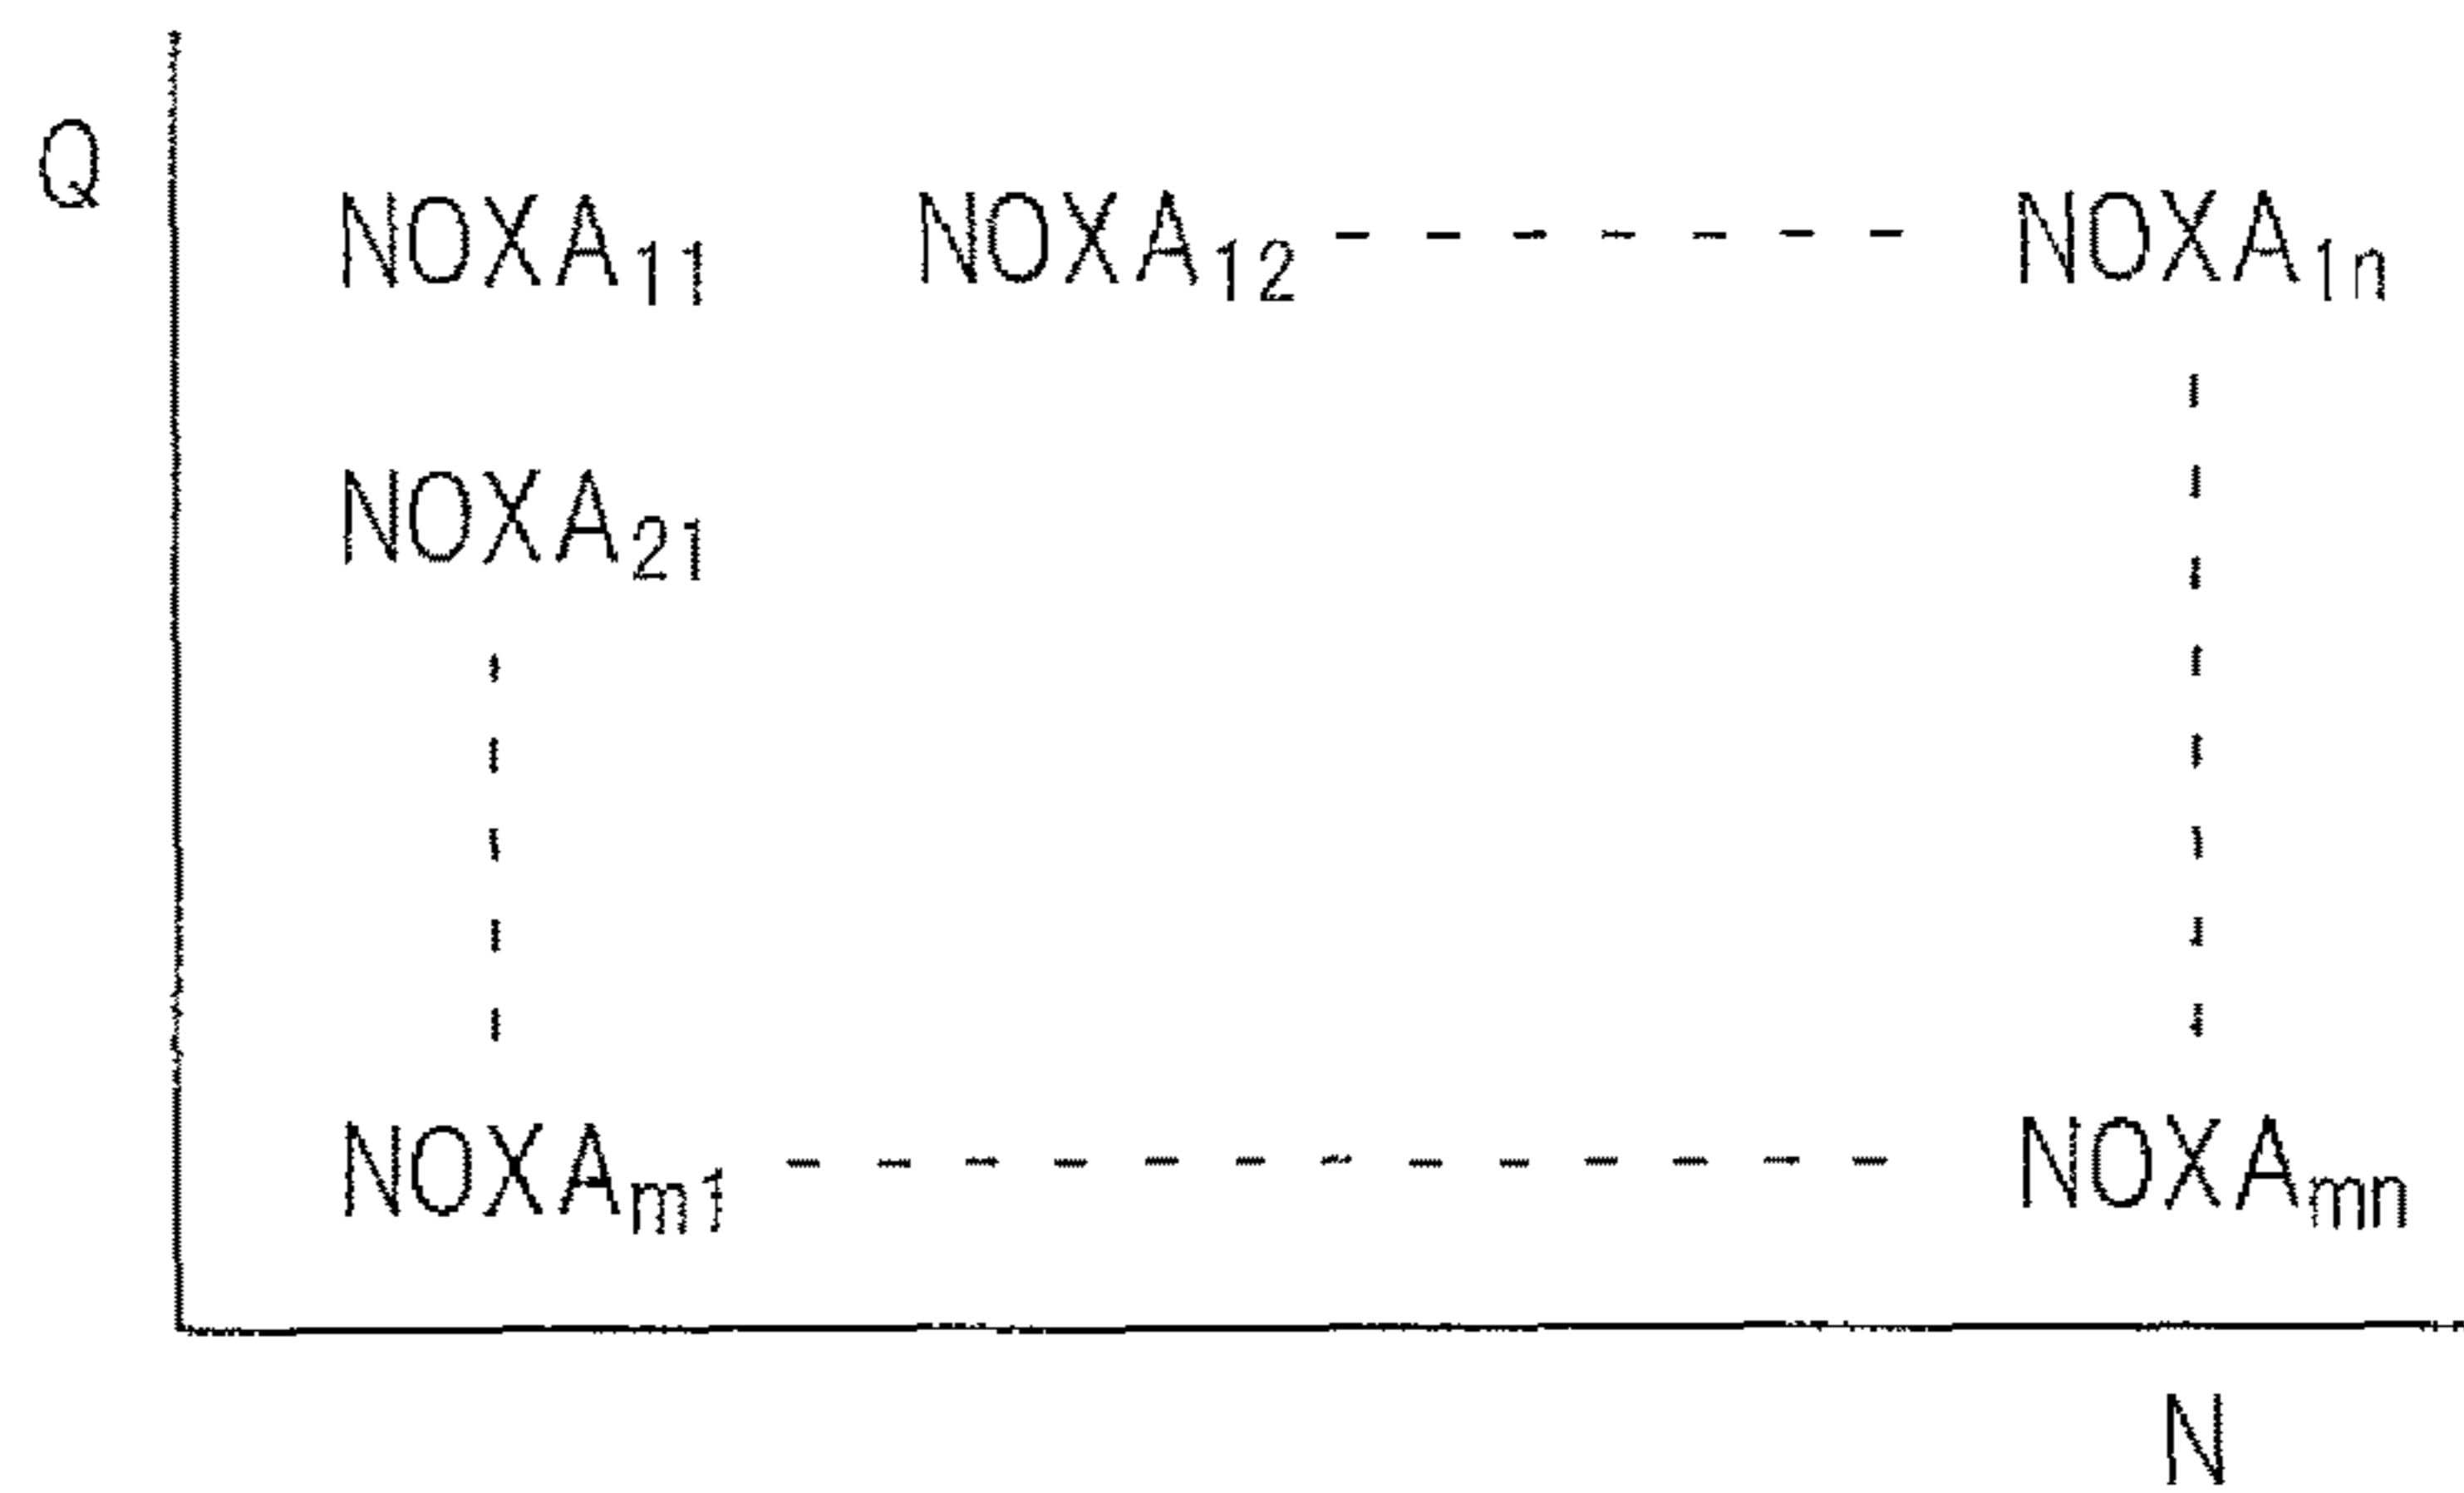 Q
NOXA11 NOXA12 - - - - - - - NOXA1n
NOXA21
NOXAm1 - - - - - - - - - - - - - NOXAmn
N